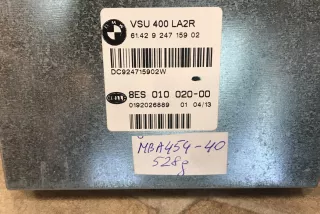 VSU 400 LA2R
61.42 9 247 159 02
DC924715902W
8ES 010 020-00
0192026889 01 04/13
MBA454-40
528g